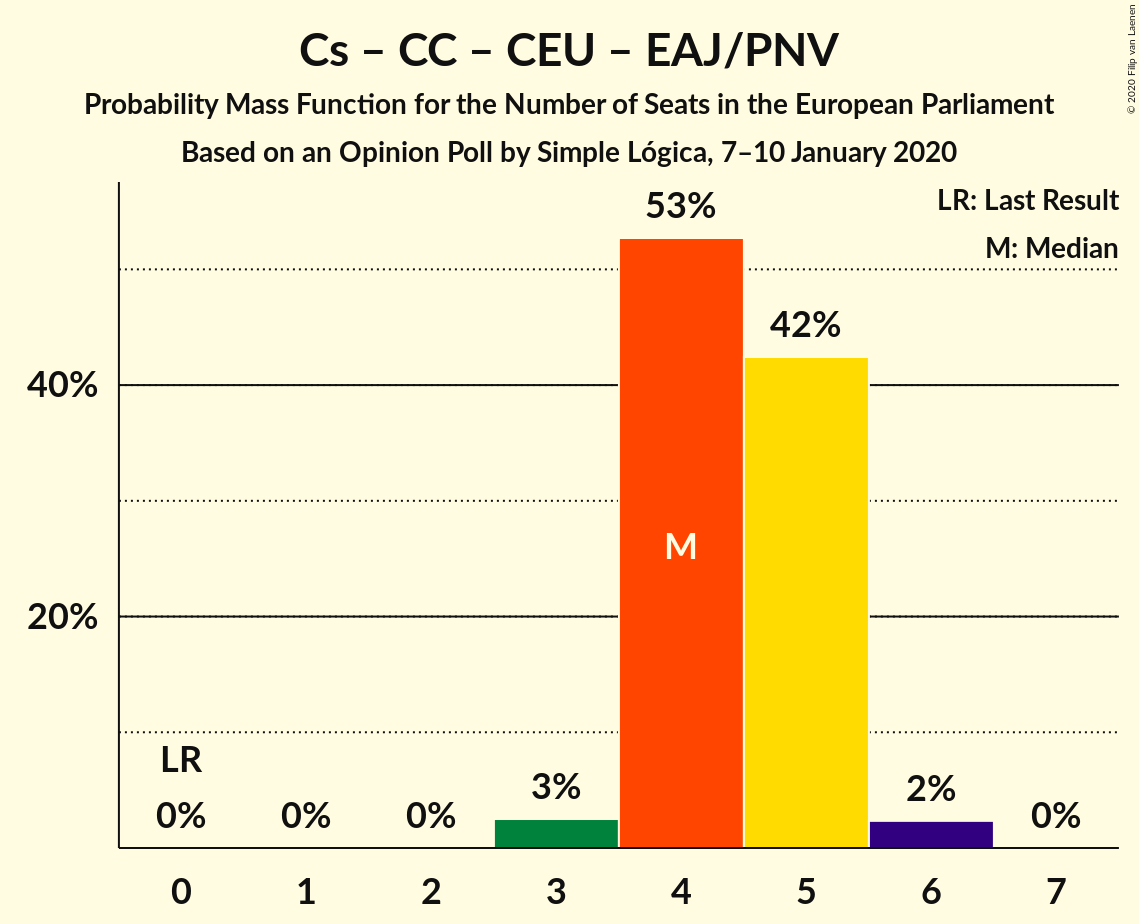 Cs – CC – CEU – EAJ/PNV
Probability Mass Function for the Number of Seats in the European Parliament
Based on an Opinion Poll by Simple Lógica, 7–10 January 2020
© 2020 Filip van Laenen
LR: Last Result
M: Median
53%
42%
40%
M
20%
LR
0%
0%
0%
3%
2%
0%
0
1
2
3
4
5
6
7